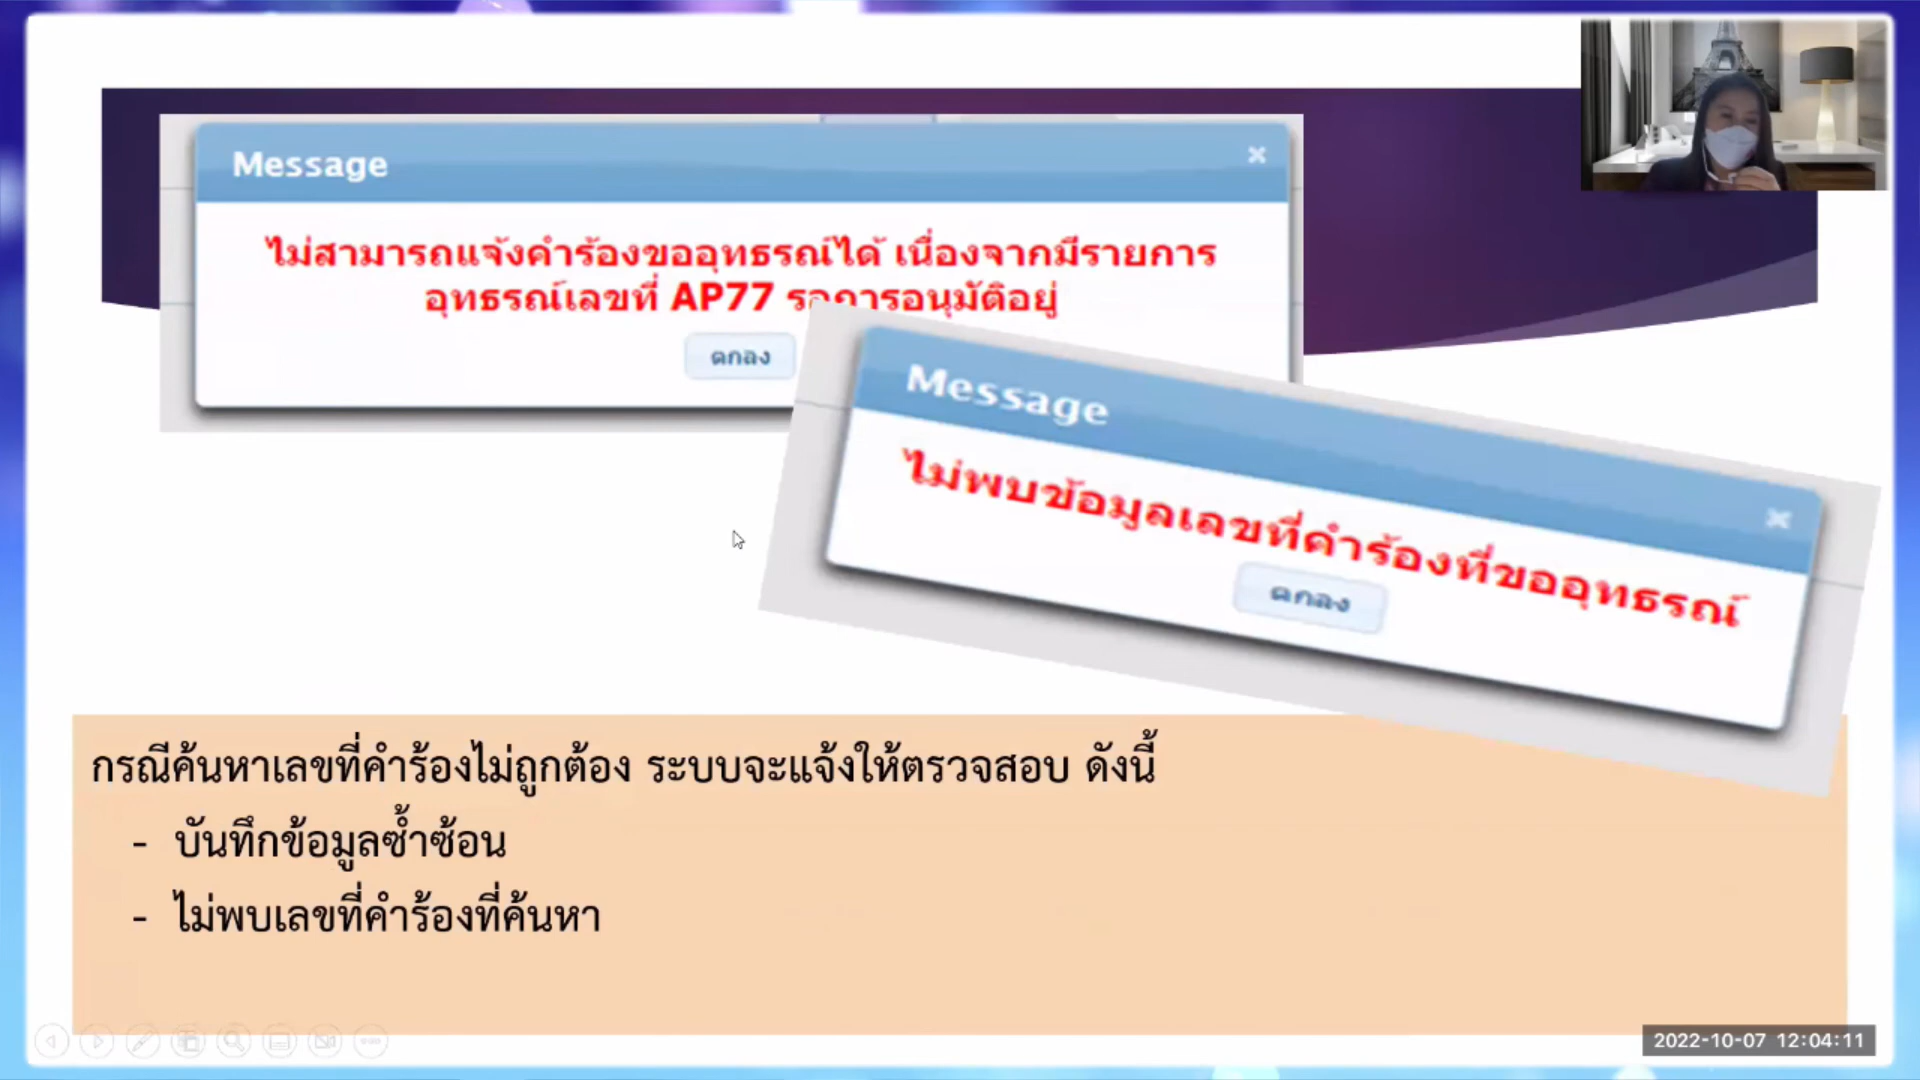 Message
ไม่สามารถแจ้งคำร้องขออุทธรณ์ได้ เนื่องจากมีรายการ
อุทธรณ์เลขที่ AP77 รอการอนุมัติอยู่
ตกลง
Message
ไม่พบข้อมูลเลขที่คำร้องที่ขออุทธรณ์
ตกลง
กรณีค้นหาเลขที่คำร้องไม่ถูกต้อง ระบบจะแจ้งให้ตรวจสอบ ดังนี้
- บันทึกข้อมูลซ้ำซ้อน
- ไม่พบเลขที่คำร้องที่ค้นหา
2022-10-07 12:04:11